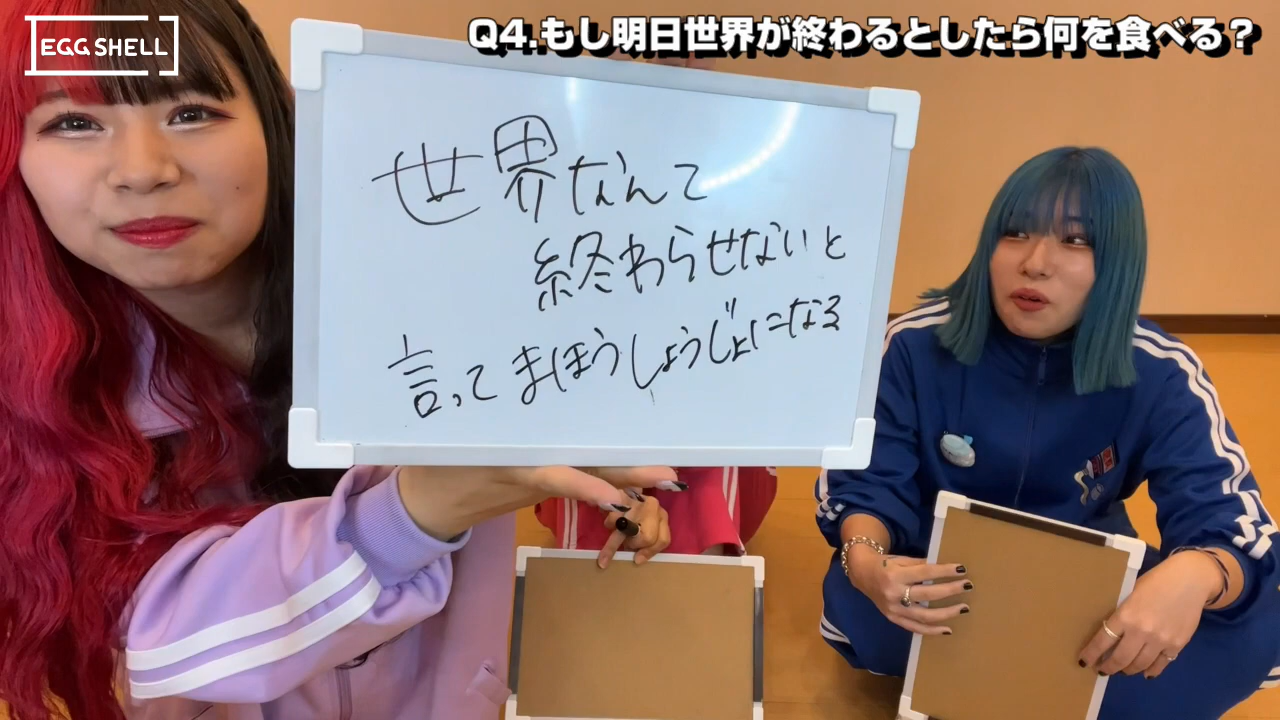 EGG SHELL
Q4.もし明日世界が終わるとしたら何を食べる？
世界なんて
終わらせないと
言ってまほうしょうじょになる